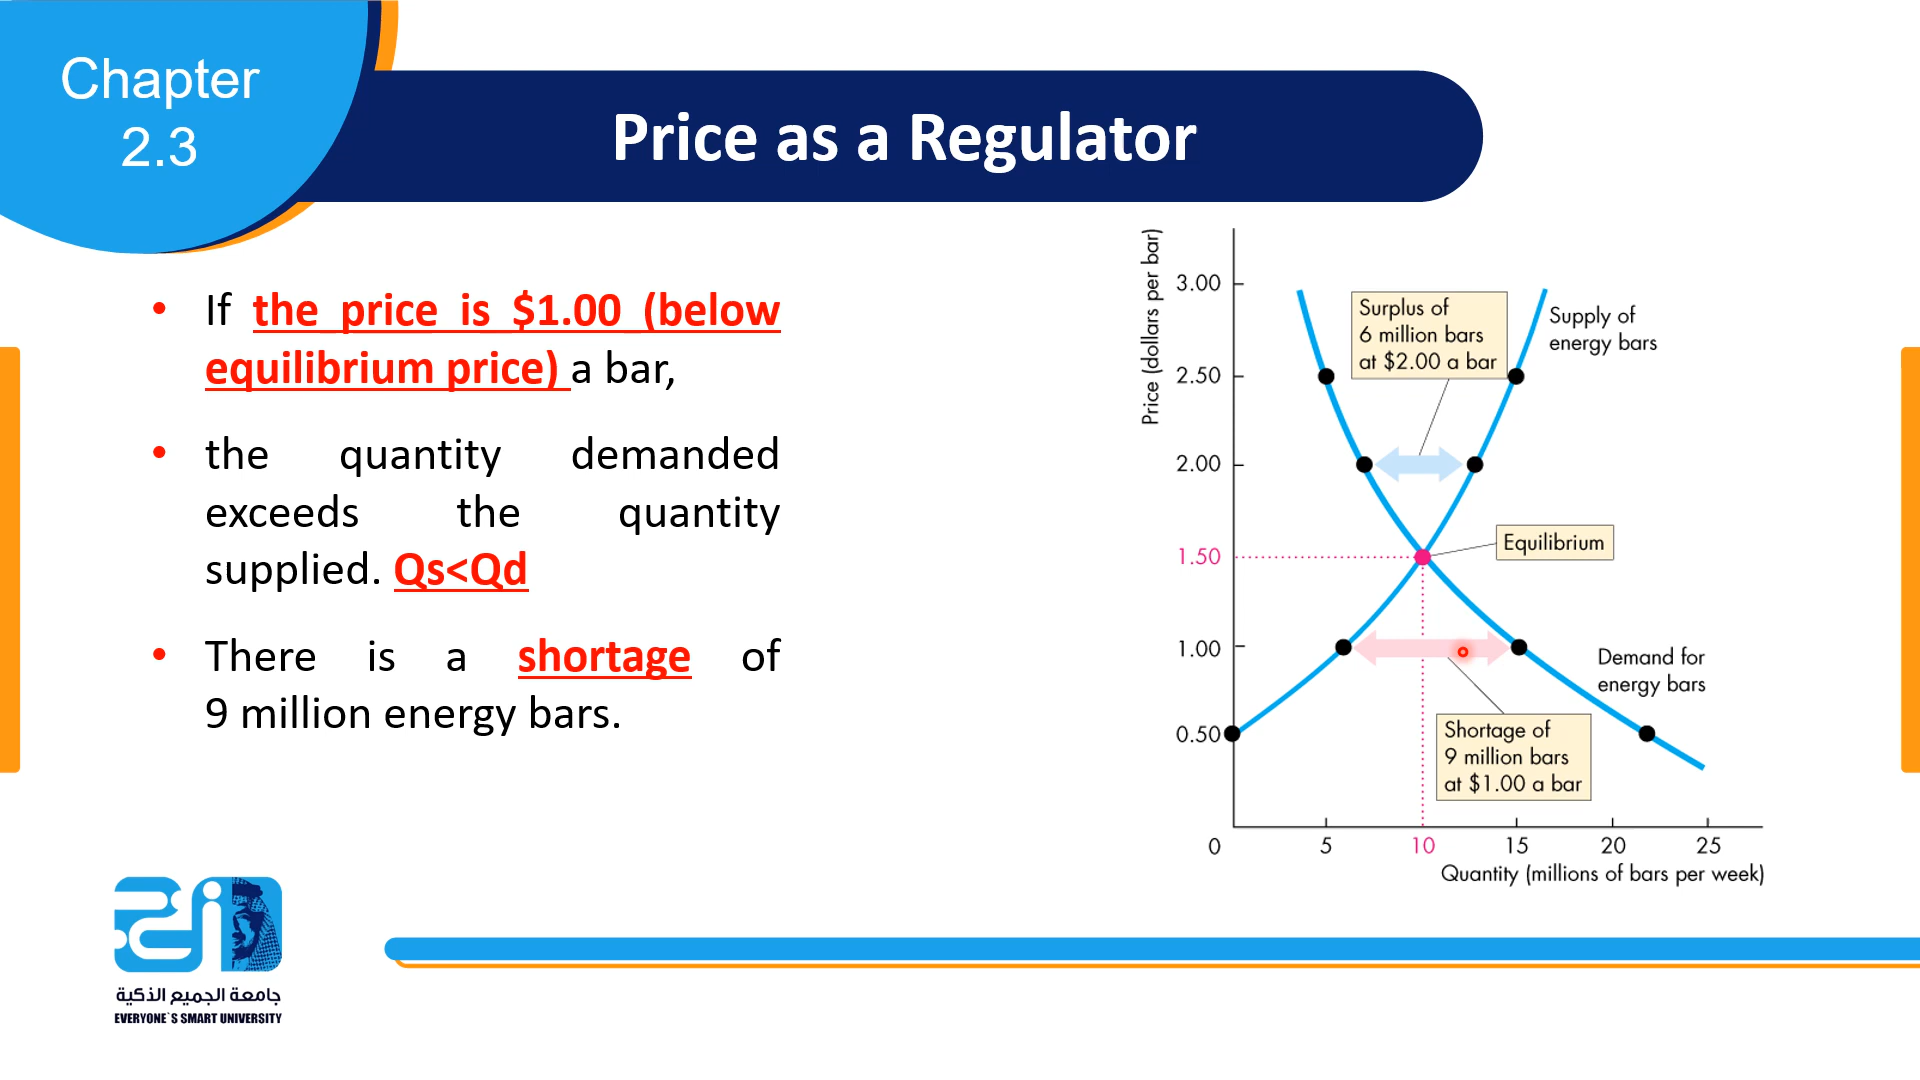 Chapter
2.3
Price as a Regulator
• If the price is $1.00 (below
equilibrium price) a bar,
• the quantity demanded
exceeds the quantity
supplied. Qs<Qd
• There is a shortage of
9 million energy bars.
Price (dollars per bar)
3.00
2.50
2.00
1.50
1.00
0.50
0
5
10
15
20
25
Quantity (millions of bars per week)
Surplus of
6 million bars
at $2.00 a bar
Supply of
energy bars
Equilibrium
Demand for
energy bars
Shortage of
9 million bars
at $1.00 a bar
جامعة الجميع الذكية
EVERYONE`S SMART UNIVERSITY